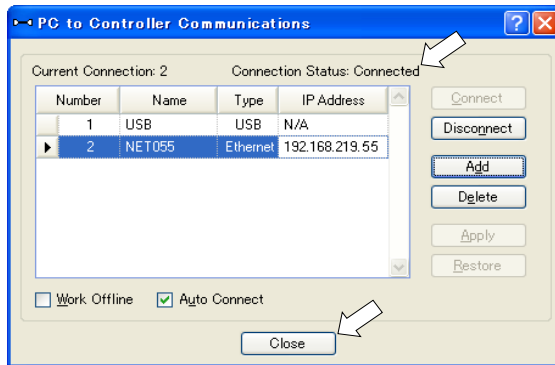 PC to Controller Communications
Current Connection: 2 Connection Status: Connected
Number Name Type IP Address
1 USB USB N/A
2 NET055 Ethernet 192.168.219.55
Connect
Disconnect
Add
Delete
Apply
Restore
Work Offline Auto Connect
Close